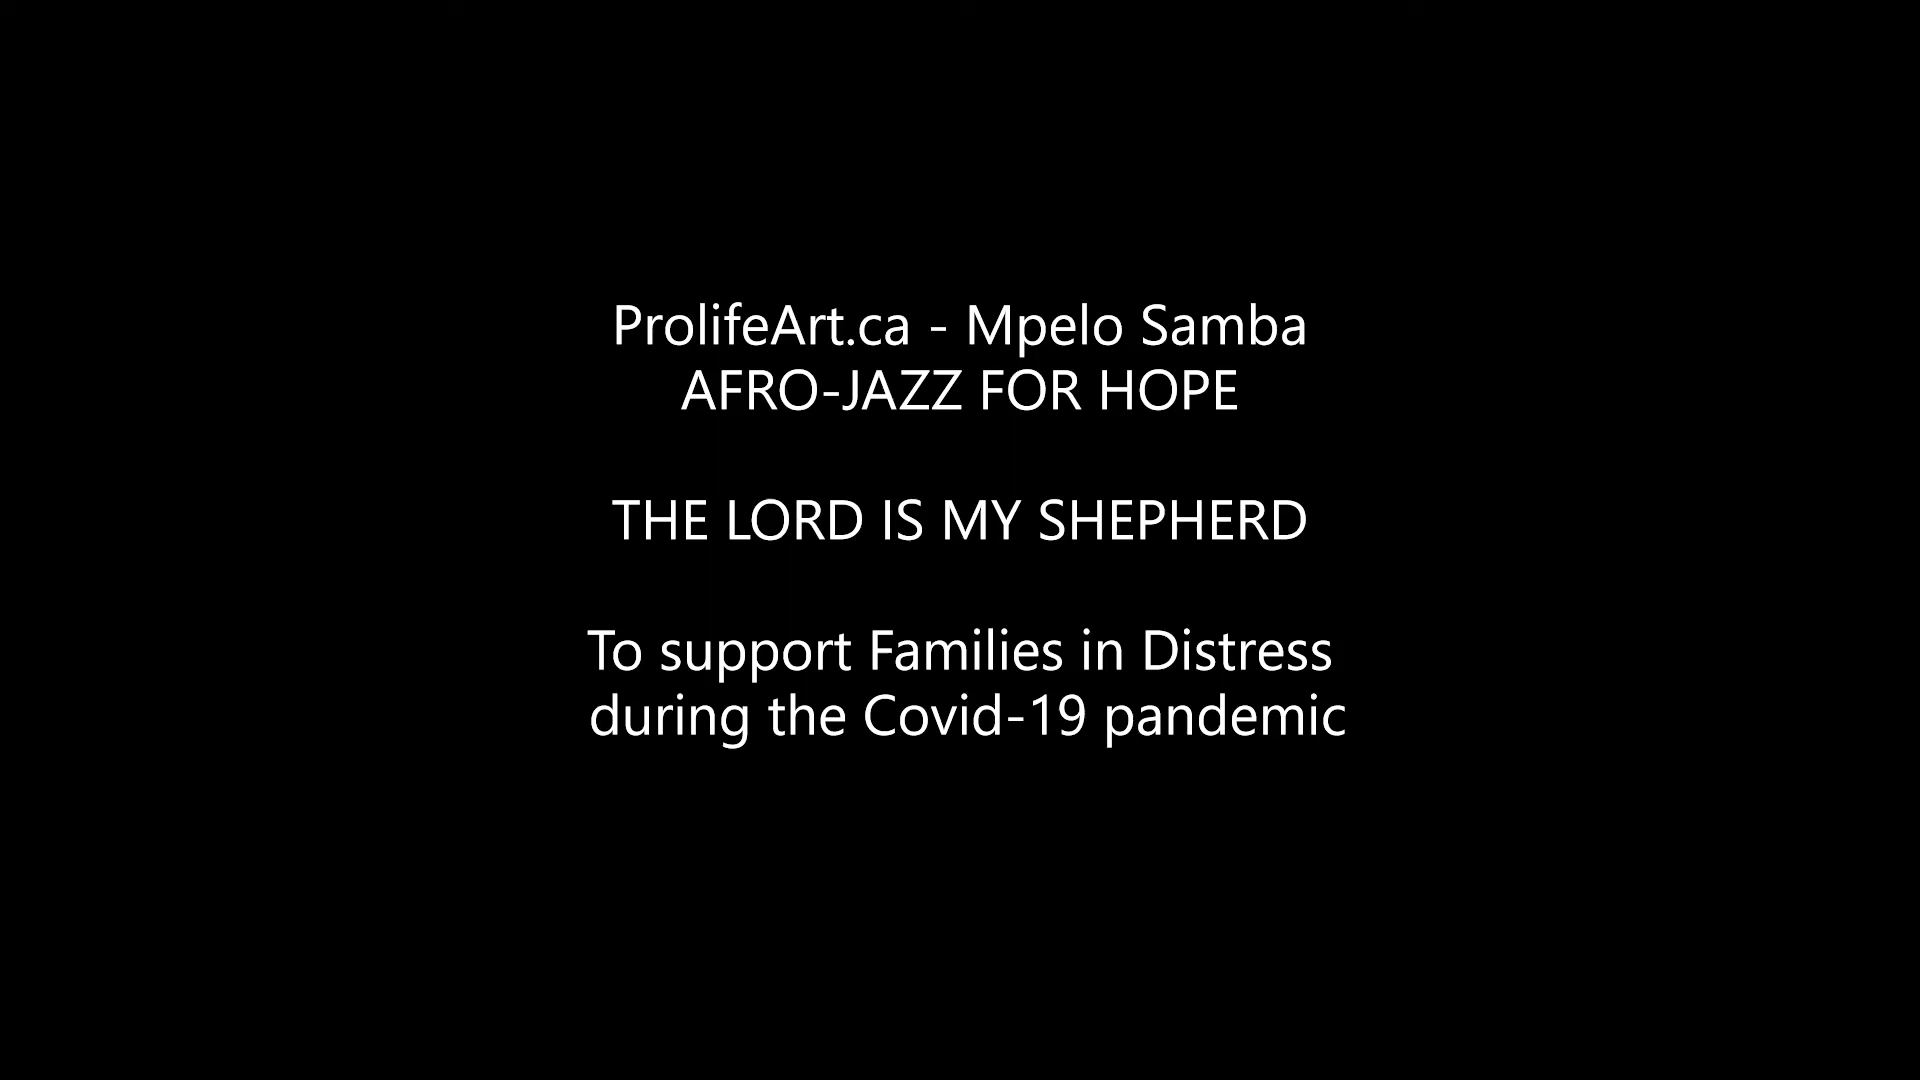 ProlifeArt.ca - Mpelo Samba
AFRO-JAZZ FOR HOPE
THE LORD IS MY SHEPHERD
To support Families in Distress
during the Covid-19 pandemic